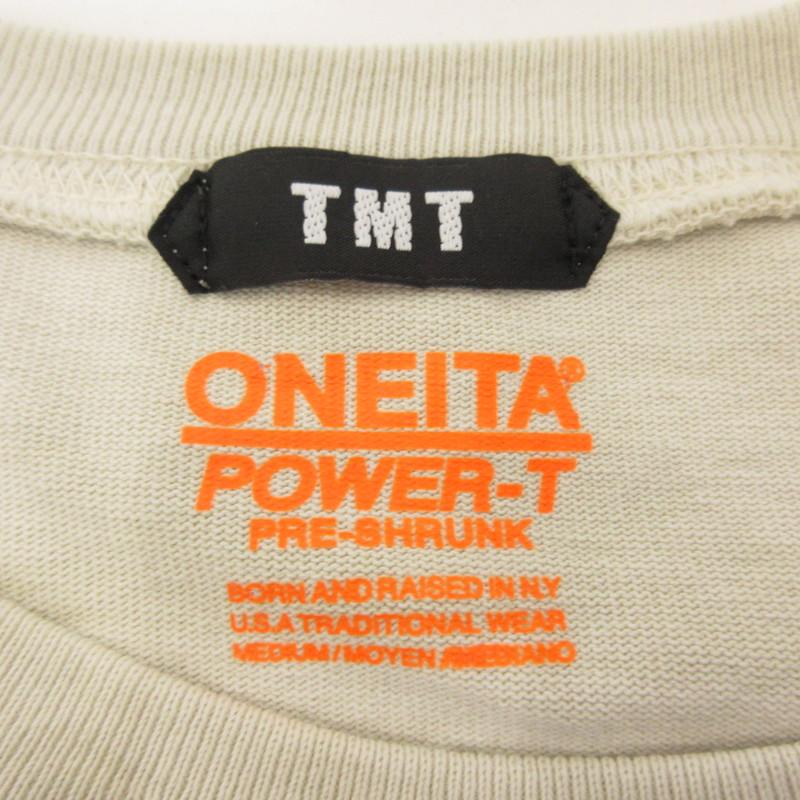 TMT
ONEITA®
POWER-T
PRE-SHRUNK
BORN AND RAISED IN N.Y
U.S.A TRADITIONAL WEAR
MEDIUM / MOYEN / MEDIANO